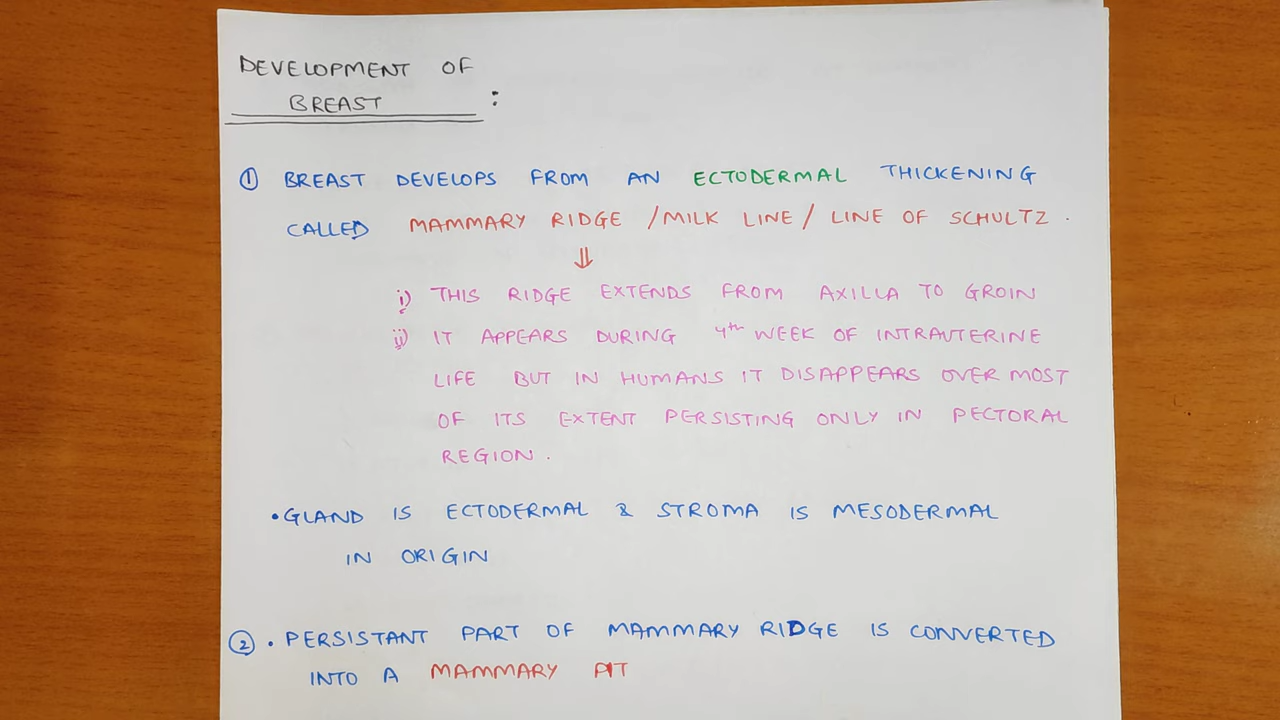 DEVELOPMENT OF
BREAST :
① BREAST DEVELOPS FROM AN ECTODERMAL THICKENING
CALLED MAMMARY RIDGE / MILK LINE / LINE OF SCHULTZ .
⇓
i) THIS RIDGE EXTENDS FROM AXILLA TO GROIN
ii) IT APPEARS DURING 4th WEEK OF INTRAUTERINE
LIFE BUT IN HUMANS IT DISAPPEARS OVER MOST
OF ITS EXTENT PERSISTING ONLY IN PECTORAL
REGION .
• GLAND IS ECTODERMAL & STROMA IS MESODERMAL
IN ORIGIN
② • PERSISTANT PART OF MAMMARY RIDGE IS CONVERTED
INTO A MAMMARY PIT